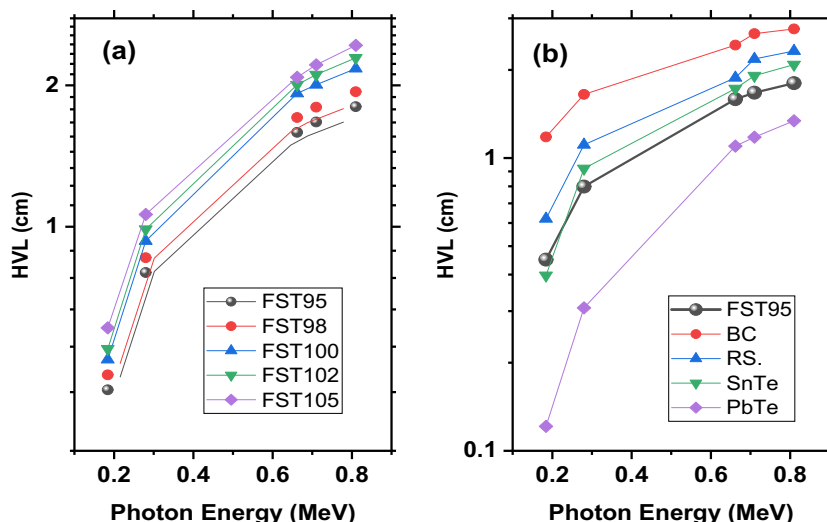 (a)
HVL (cm)
2
1
FST95
FST98
FST100
FST102
FST105
0.2 0.4 0.6 0.8
Photon Energy (MeV)
(b)
HVL (cm)
1
0.1
FST95
BC
RS.
SnTe
PbTe
0.2 0.4 0.6 0.8
Photon Energy (MeV)